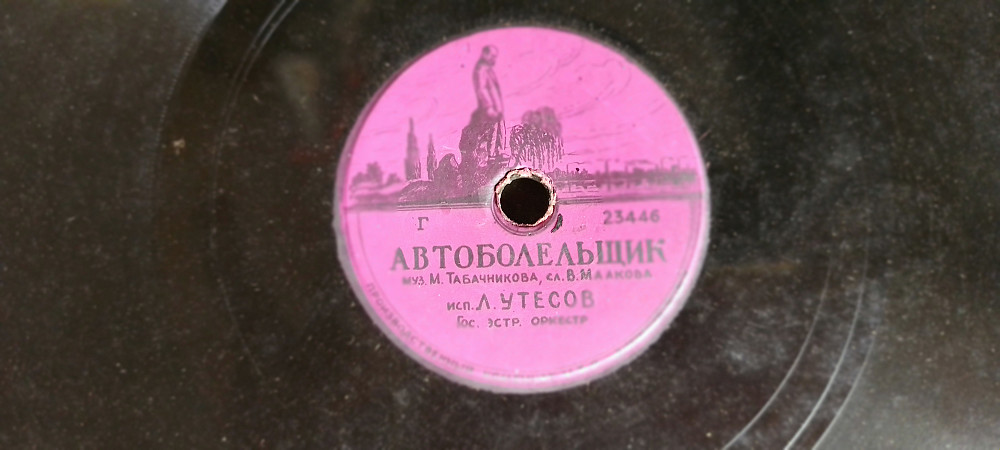 Г 23446
АВТОБОЛЕЛЬЩИК
муз. М. ТАБАЧНИКОВА, сл. В. МААКОВА
исп. Л. УТЕСОВ
Гос. эстр. оркестр